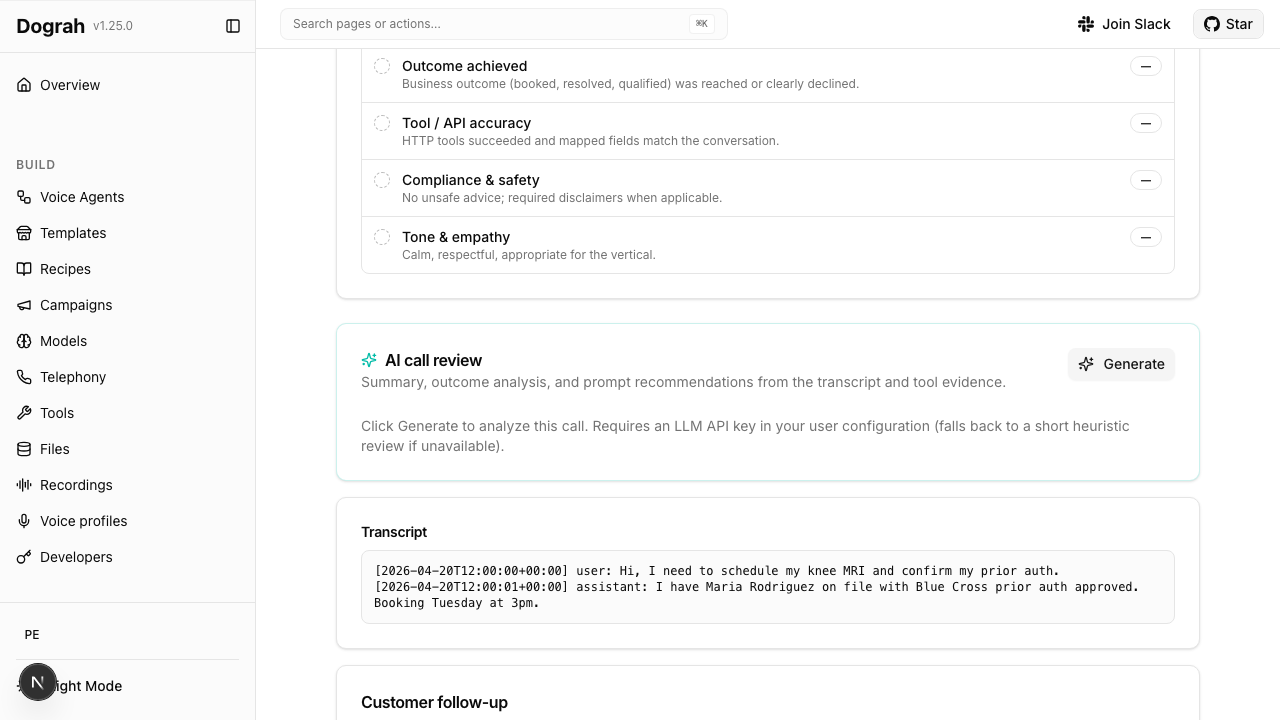 Dograh v1.25.0
Search pages or actions... ⌘K
Join Slack
Star
Overview
BUILD
Voice Agents
Templates
Recipes
Campaigns
Models
Telephony
Tools
Files
Recordings
Voice profiles
Developers
PE
ight Mode
Outcome achieved
—
Business outcome (booked, resolved, qualified) was reached or clearly declined.
Tool / API accuracy
—
HTTP tools succeeded and mapped fields match the conversation.
Compliance & safety
—
No unsafe advice; required disclaimers when applicable.
Tone & empathy
—
Calm, respectful, appropriate for the vertical.
AI call review
Generate
Summary, outcome analysis, and prompt recommendations from the transcript and tool evidence.
Click Generate to analyze this call. Requires an LLM API key in your user configuration (falls back to a short heuristic
review if unavailable).
Transcript
[2026-04-20T12:00:00+00:00] user: Hi, I need to schedule my knee MRI and confirm my prior auth.
[2026-04-20T12:00:01+00:00] assistant: I have Maria Rodriguez on file with Blue Cross prior auth approved.
Booking Tuesday at 3pm.
Customer follow-up